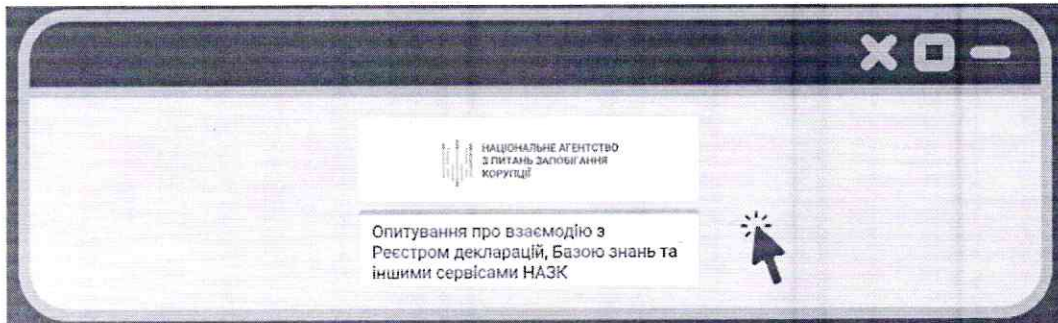 НАЦІОНАЛЬНЕ АГЕНТСТВО
З ПИТАНЬ ЗАПОБІГАННЯ
КОРУПЦІЇ
Опитування про взаємодію з
Реєстром декларацій, Базою знань та
іншими сервісами НАЗК